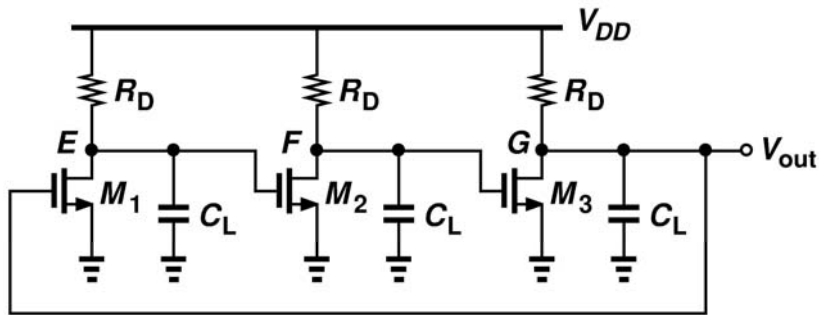 V_DD
R_D R_D R_D
E F G V_out
M_1 M_2 M_3
C_L C_L C_L